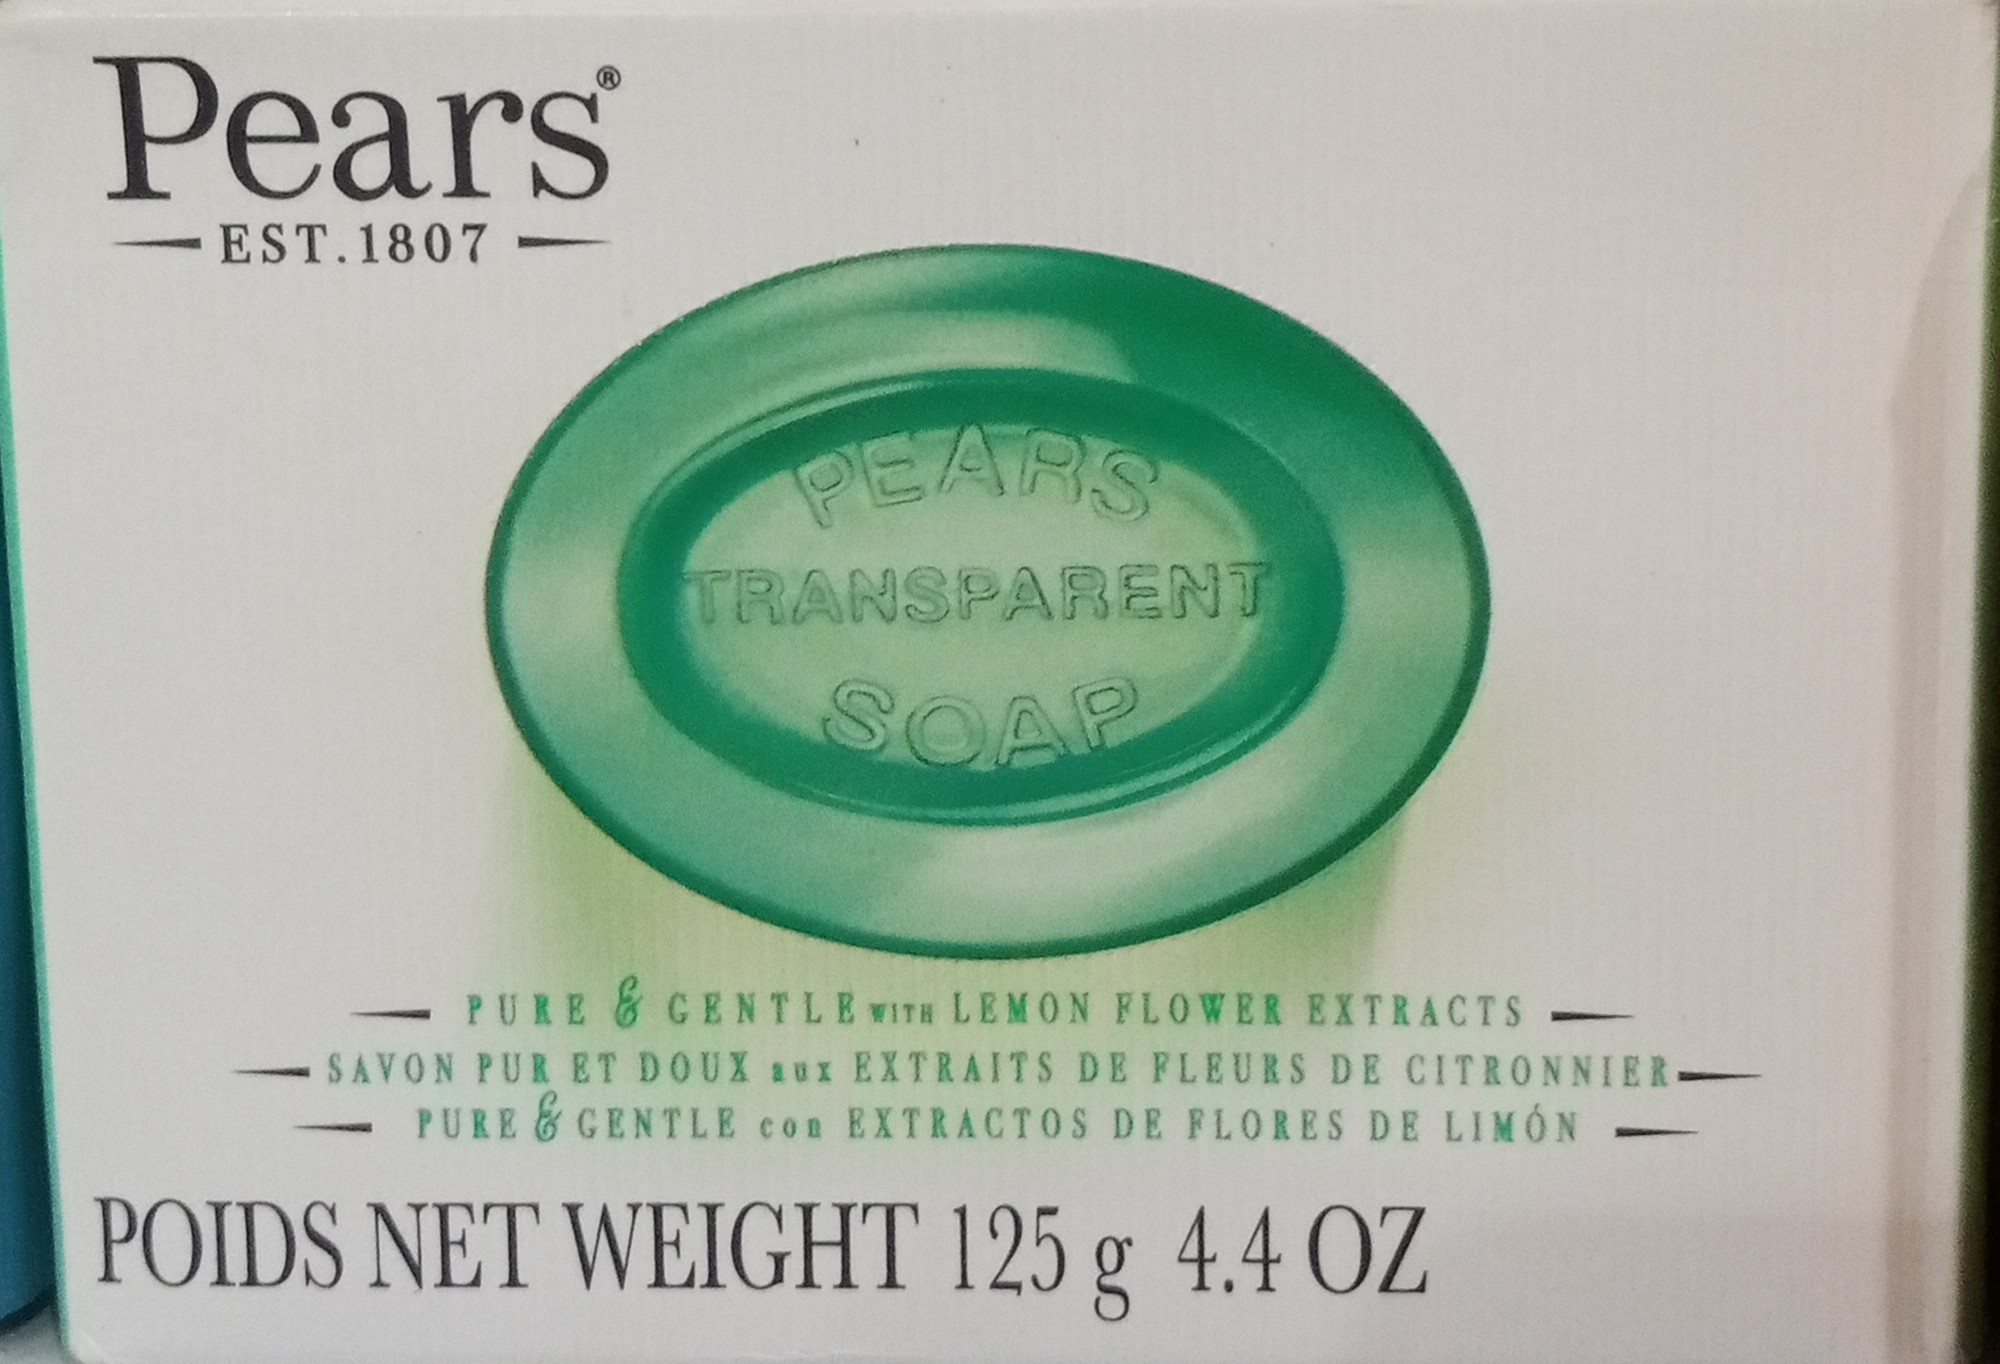 Pears®
EST.1807
PEARS
TRANSPARENT
SOAP
PURE & GENTLE WITH LEMON FLOWER EXTRACTS
SAVON PUR ET DOUX aux EXTRAITS DE FLEURS DE CITRONNIER
PURE & GENTLE con EXTRACTOS DE FLORES DE LIMÓN
POIDS NET WEIGHT 125 g 4.4 OZ